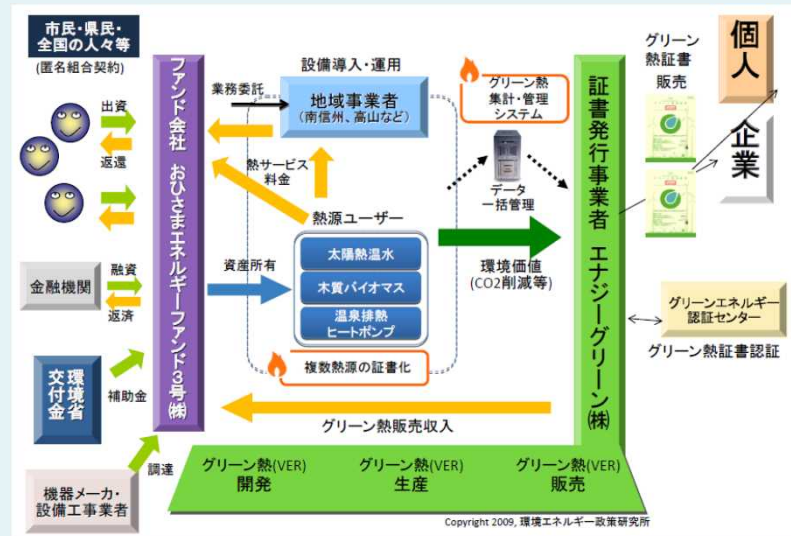 市民・県民・
全国の人々等
(匿名組合契約)
出資
返還
金融機関
融資
返済
環境省
交付金
補助金
機器メーカ・
設備工事業者
調達
ファンド会社 おひさまエネルギーファンド3号㈱
業務委託
設備導入・運用
地域事業者
(南信州、高山など)
熱サービス
料金
熱源ユーザー
資産所有
太陽熱温水
木質バイオマス
温泉排熱
ヒートポンプ
複数熱源の証書化
グリーン熱
集計・管理
システム
データ
一括管理
環境価値
(CO2削減等)
グリーン熱販売収入
証書発行事業者 エナジーグリーン㈱
グリーン
熱証書
販売
個人
企業
グリーンエネルギー
認証センター
グリーン熱証書認証
グリーン熱(VER)
開発
グリーン熱(VER)
生産
グリーン熱(VER)
販売
Copyright 2009, 環境エネルギー政策研究所